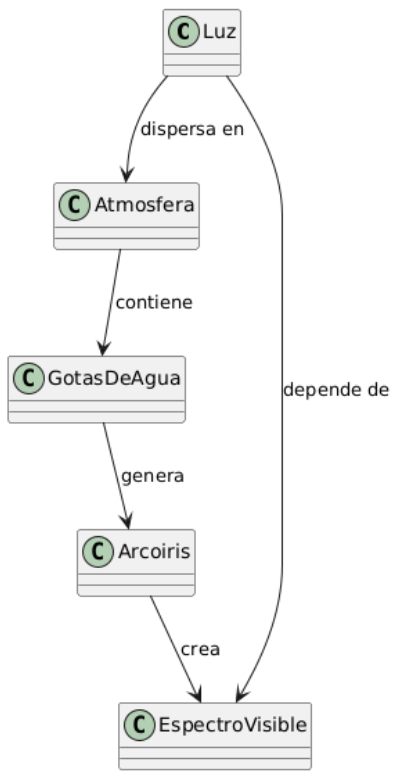 C Luz
dispersa en
C Atmosfera
contiene
depende de
C GotasDeAgua
genera
C Arcoiris
crea
C EspectroVisible